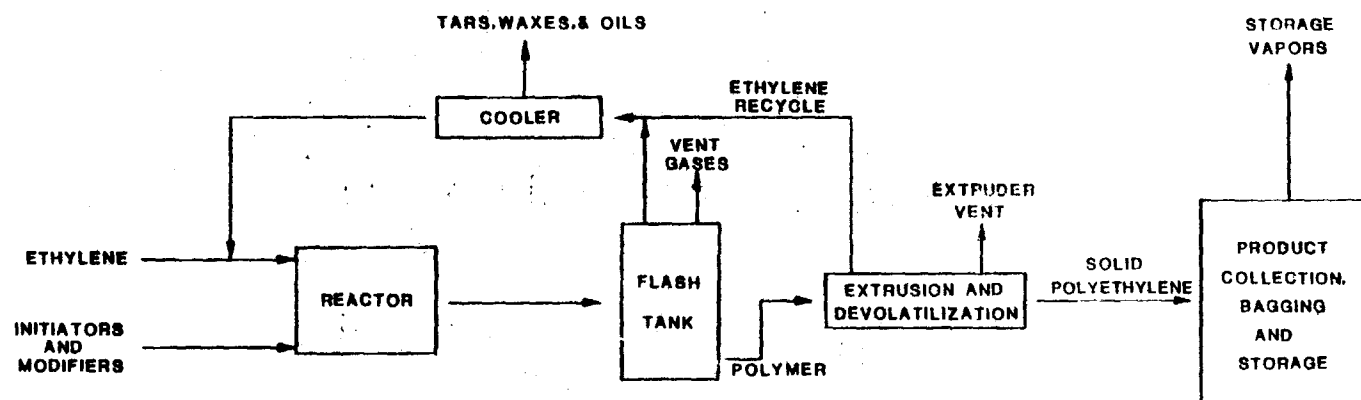 TARS, WAXES, & OILS
STORAGE
VAPORS
ETHYLENE
RECYCLE
COOLER
VENT
GASES
EXTRUDER
VENT
ETHYLENE
REACTOR
FLASH
TANK
EXTRUSION AND
DEVOLATILIZATION
SOLID
POLYETHYLENE
PRODUCT
COLLECTION,
BAGGING
AND
STORAGE
INITIATORS
AND
MODIFIERS
POLYMER